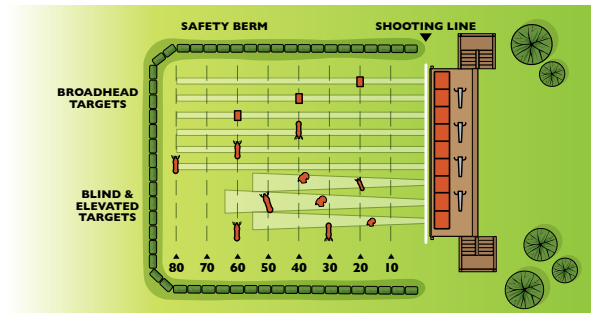 SAFETY BERM
SHOOTING LINE
BROADHEAD
TARGETS
BLIND &
ELEVATED
TARGETS
80 70 60 50 40 30 20 10